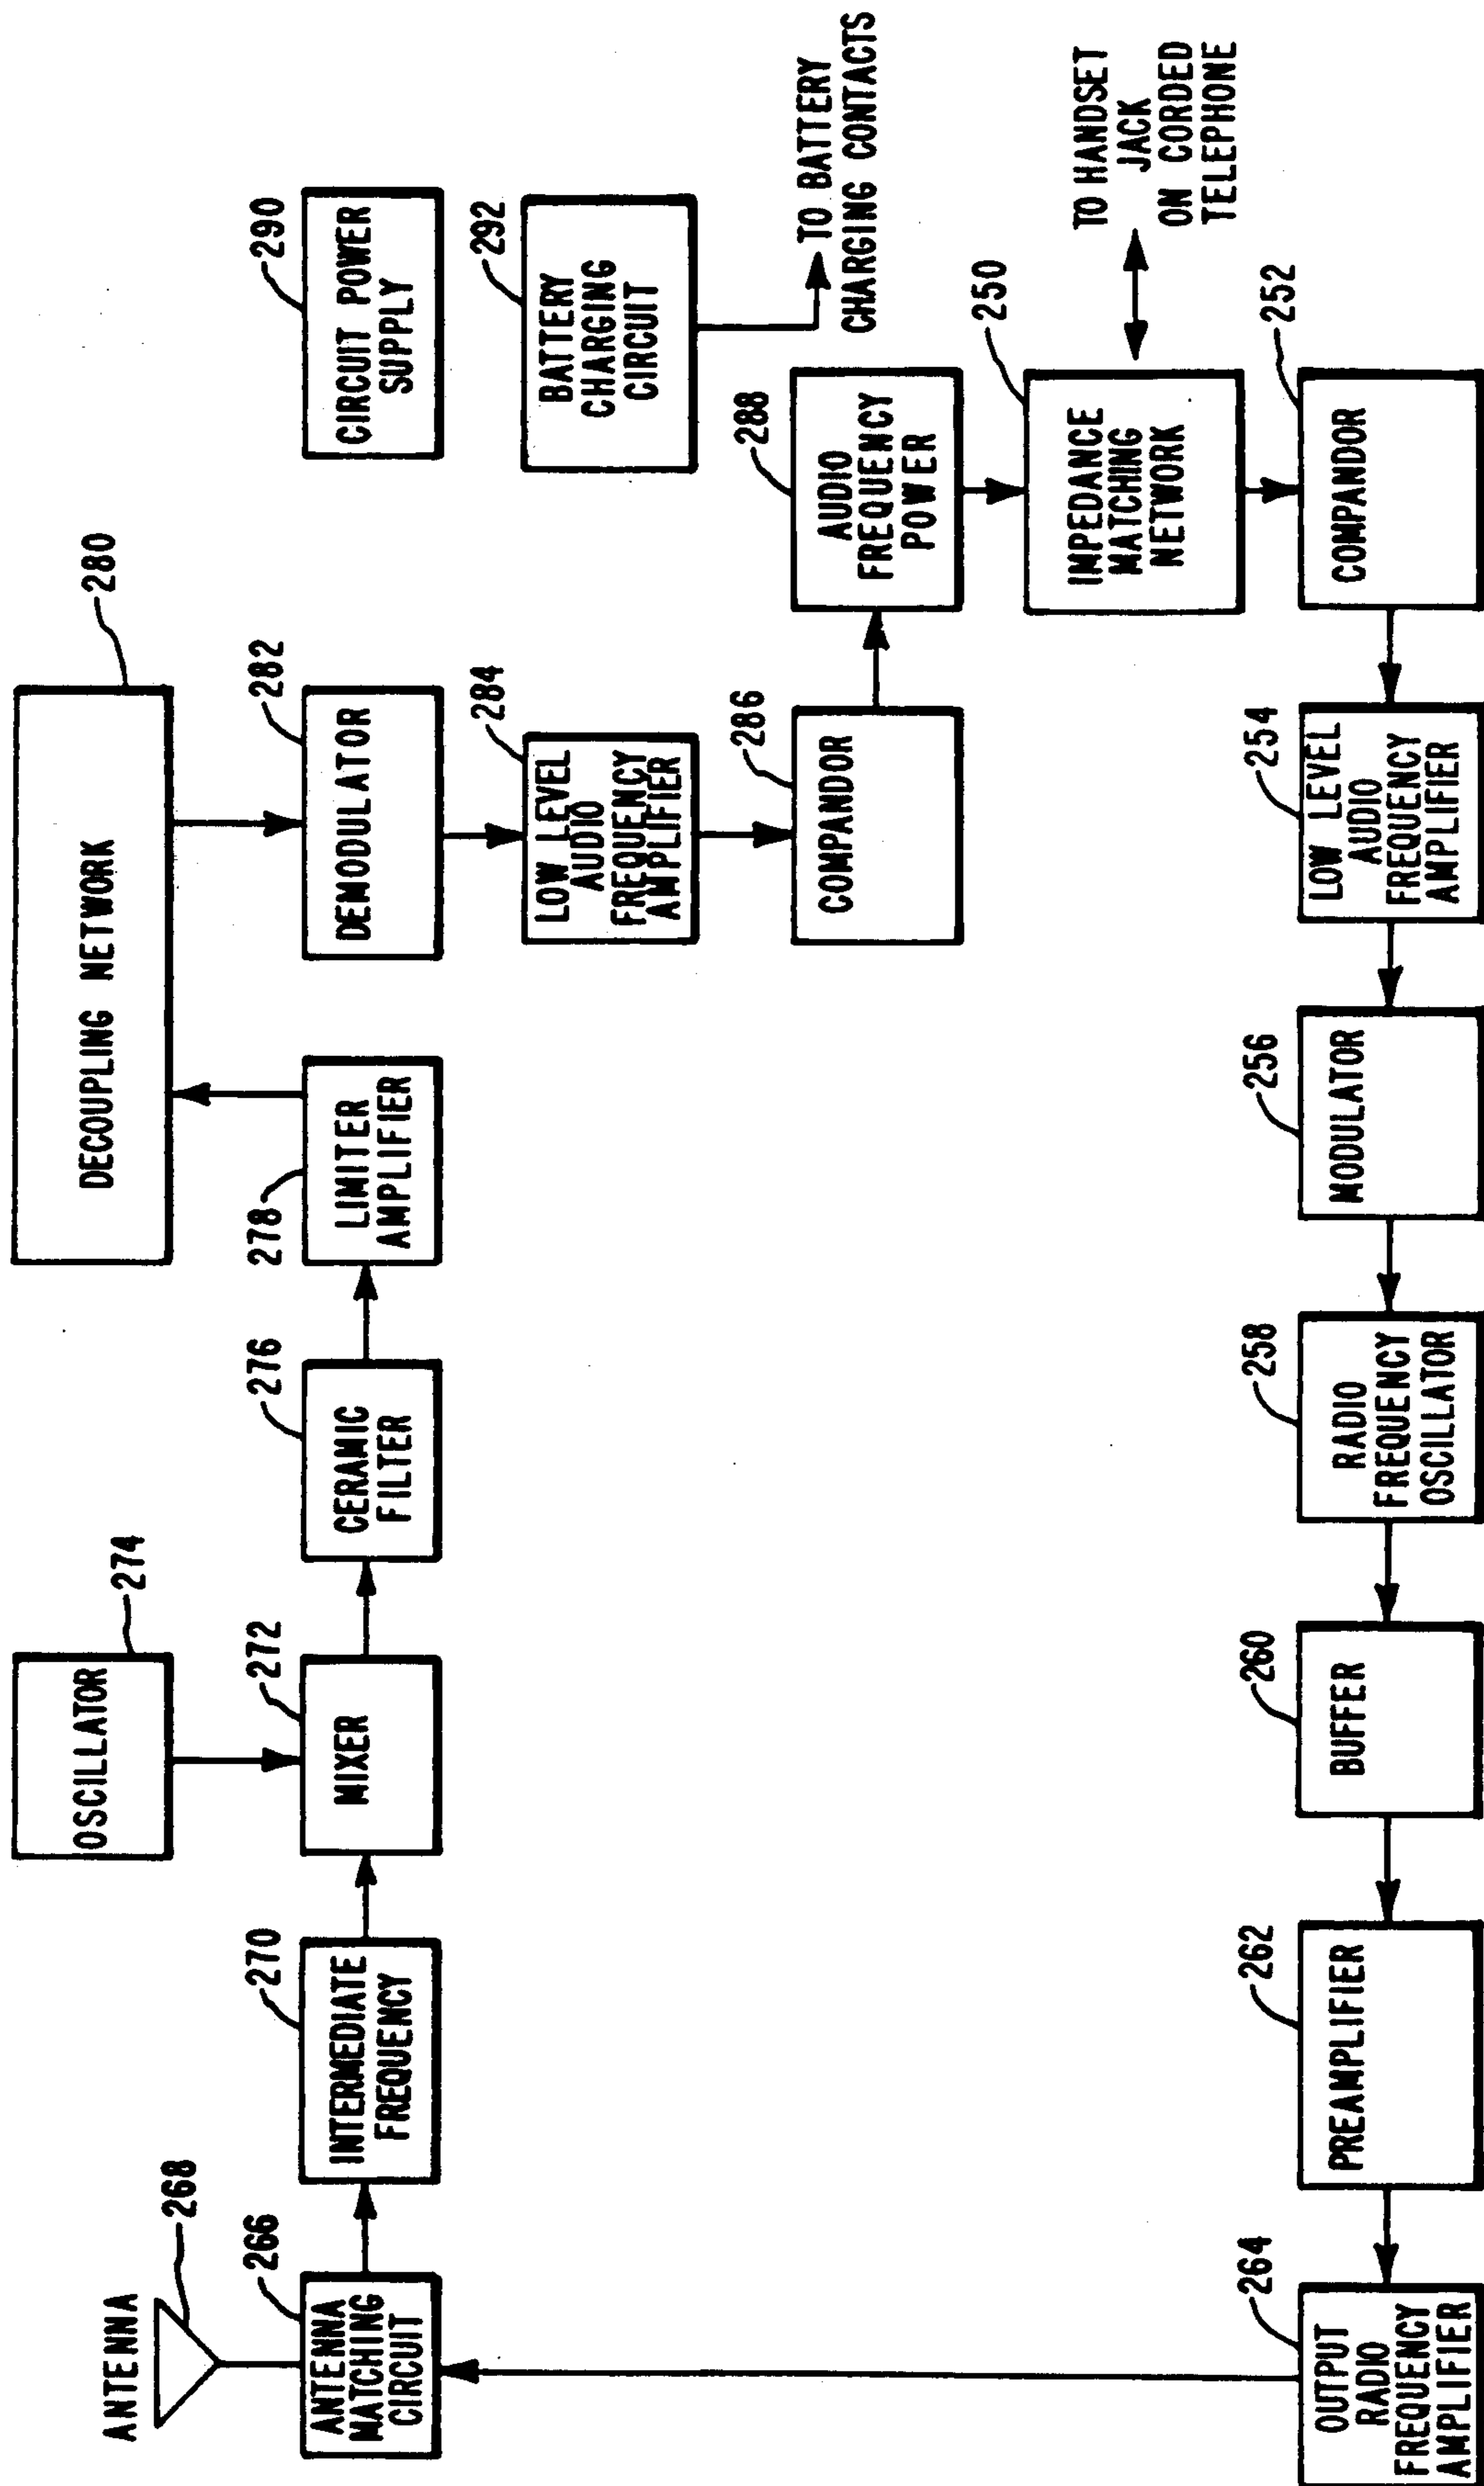 ANTENNA
268
266
ANTENNA
MATCHING
CIRCUIT
270
INTERMEDIATE
FREQUENCY
OSCILLATOR
274
272
MIXER
276
CERAMIC
FILTER
278
LIMITER
AMPLIFIER
DECOUPLING NETWORK
280
282
DEMODULATOR
284
LOW LEVEL
AUDIO
FREQUENCY
AMPLIFIER
286
COMPANDOR
288
AUDIO
FREQUENCY
POWER
290
CIRCUIT POWER
SUPPLY
292
BATTERY
CHARGING
CIRCUIT
TO BATTERY
CHARGING CONTACTS
250
IMPEDANCE
MATCHING
NETWORK
TO HANDSET
JACK
ON CORDED
TELEPHONE
252
COMPANDOR
254
LOW LEVEL
AUDIO
FREQUENCY
AMPLIFIER
256
MODULATOR
258
RADIO
FREQUENCY
OSCILLATOR
260
BUFFER
262
PREAMPLIFIER
264
OUTPUT
RADIO
FREQUENCY
AMPLIFIER